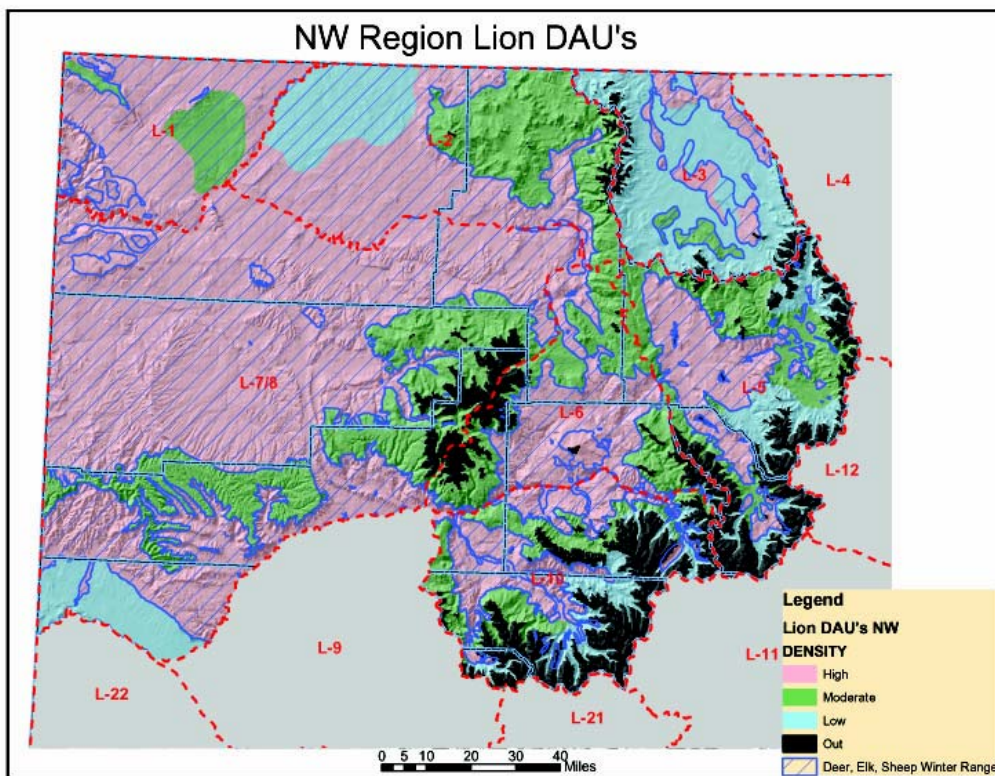 NW Region Lion DAU's
L-1
L-2
L-3
L-4
L-7/8
L-6
L-5
L-12
L-10
L-9
L-11
L-22
L-21
Legend
Lion DAU's NW
DENSITY
High
Moderate
Low
Out
Deer, Elk, Sheep Winter Range
0 5 10 20 30 40
Miles